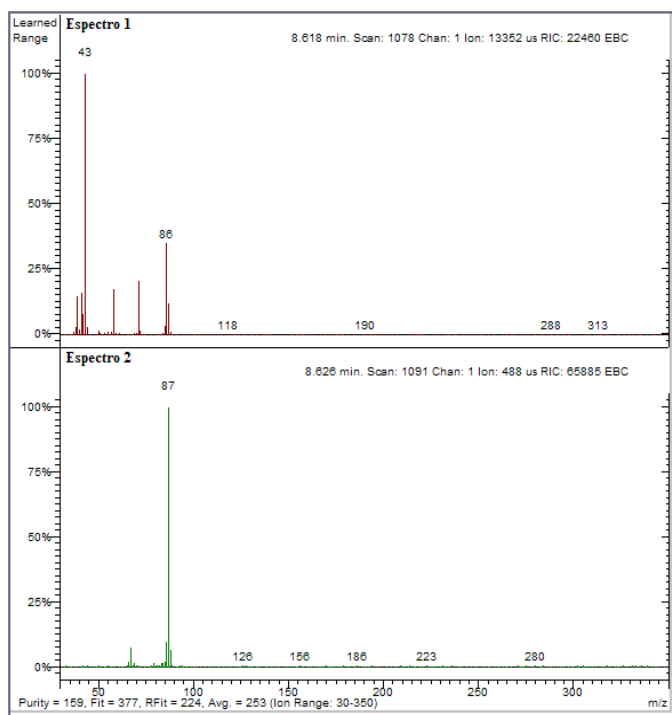 Learned
Range
Espectro 1
8.618 min. Scan: 1078 Chan: 1 Ion: 13352 us RIC: 22460 EBC
43
100%
75%
50%
86
25%
118 190 288 313
0%
Espectro 2
8.626 min. Scan: 1091 Chan: 1 Ion: 488 us RIC: 65885 EBC
87
100%
75%
50%
25%
126 156 186 223 280
0%
50 100 150 200 250 300
Purity = 159, Fit = 377, RFit = 224, Avg. = 253 (Ion Range: 30-350) m/z